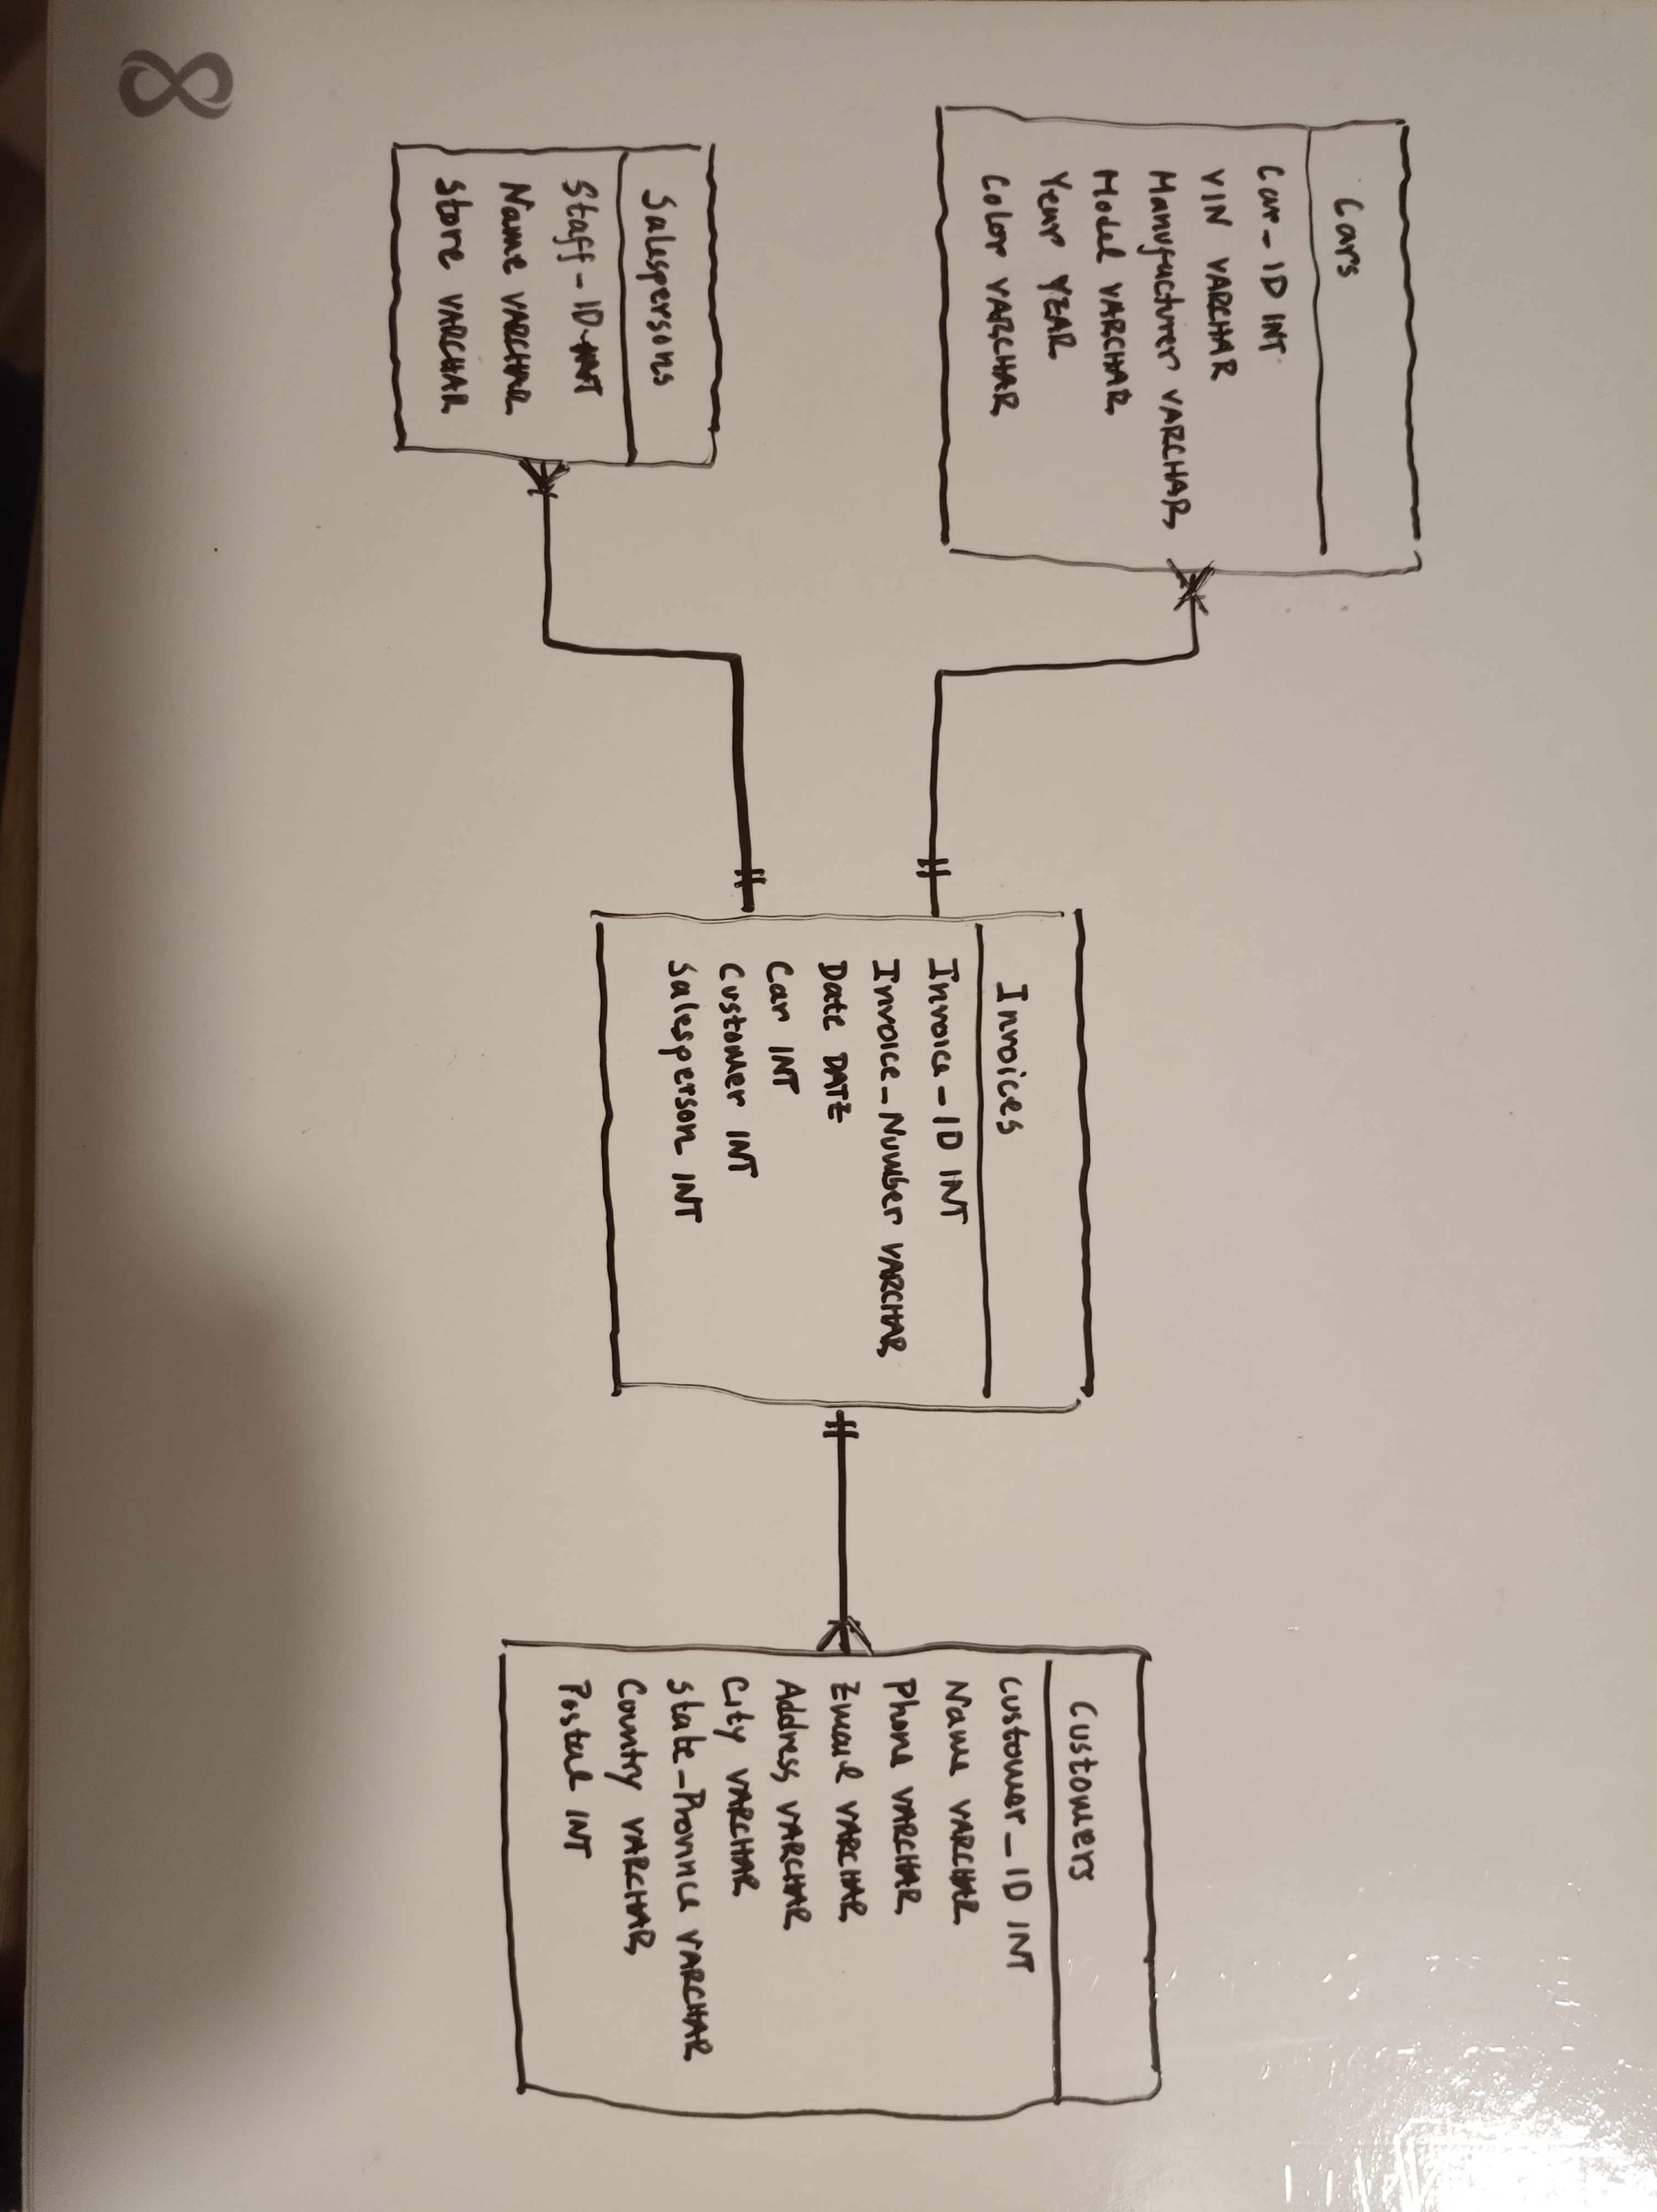 Cars
Car_ID INT
VIN VARCHAR
Manufacturer VARCHAR
Model VARCHAR
Year YEAR
Color VARCHAR
Salespersons
Staff_ID INT
Name VARCHAR
Store VARCHAR
Invoices
Invoice_ID INT
Invoice_Number VARCHAR
Date DATE
Car INT
Customer INT
Salesperson INT
Customers
Customer_ID INT
Name VARCHAR
Phone VARCHAR
Email VARCHAR
Address VARCHAR
City VARCHAR
State_Province VARCHAR
Country VARCHAR
Postal INT